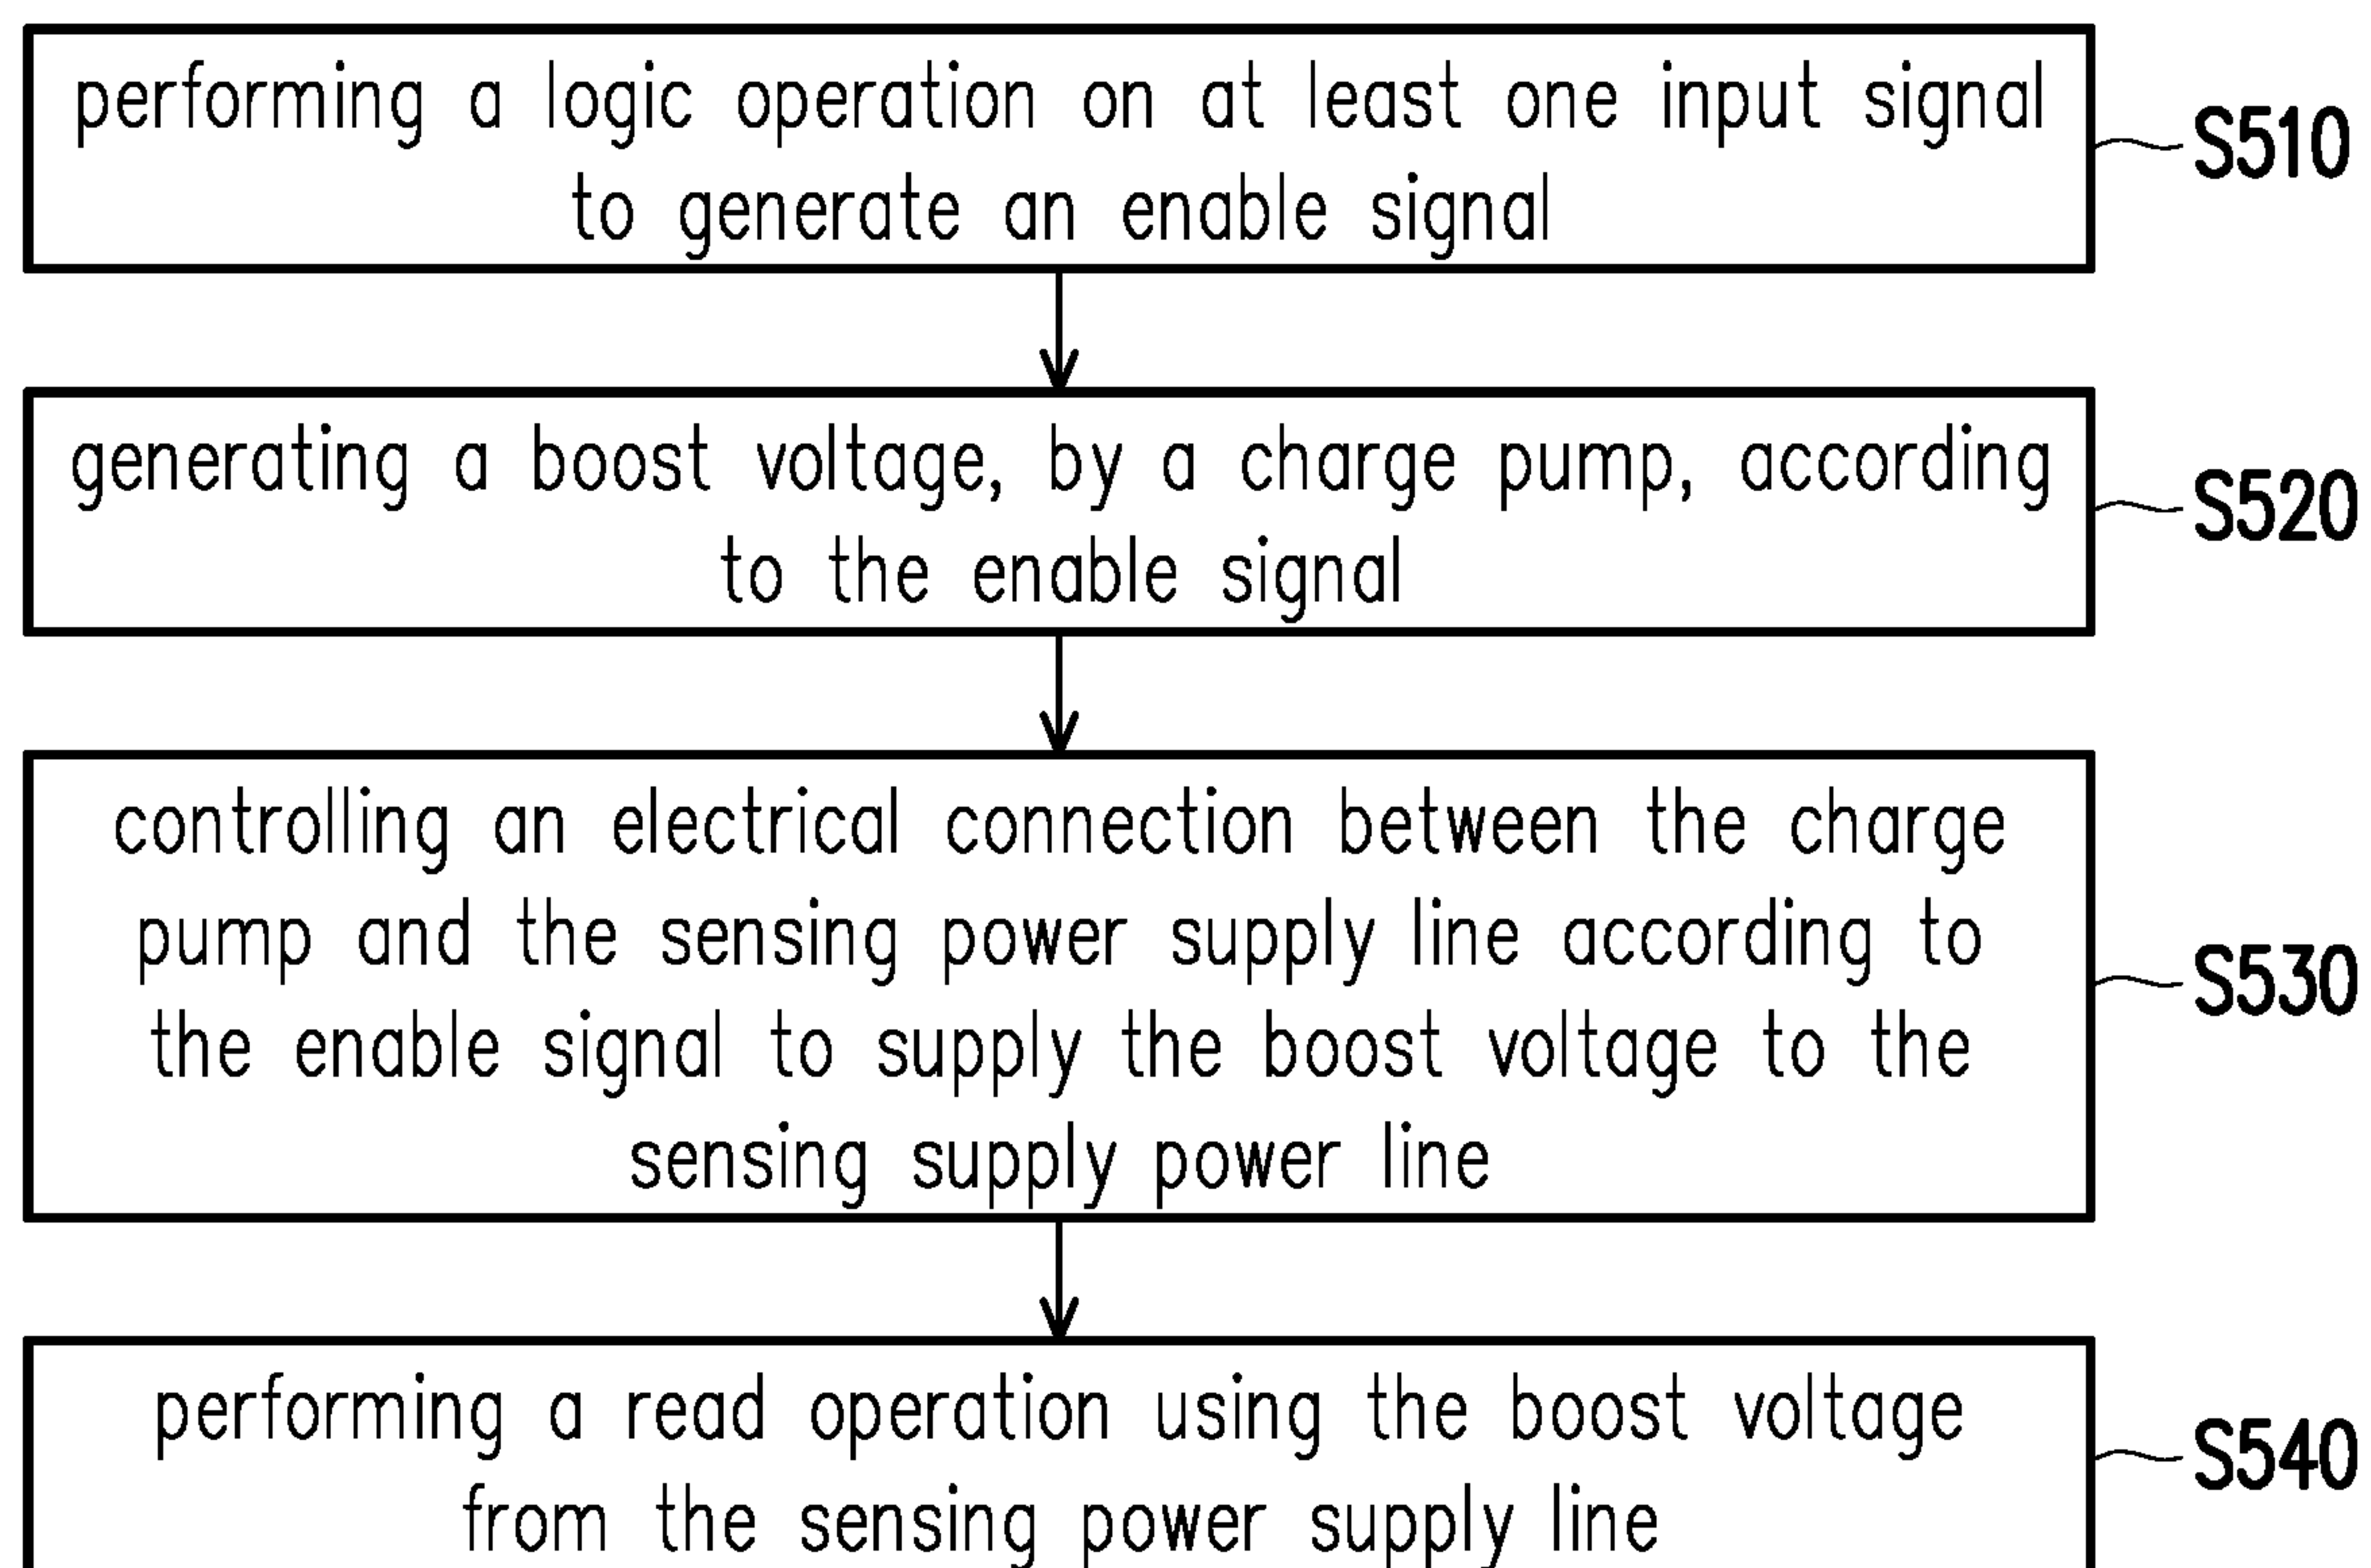 performing a logic operation on at least one input signal
to generate an enable signal
S510
generating a boost voltage, by a charge pump, according
to the enable signal
S520
controlling an electrical connection between the charge
pump and the sensing power supply line according to
the enable signal to supply the boost voltage to the
sensing supply power line
S530
performing a read operation using the boost voltage
from the sensing power supply line
S540